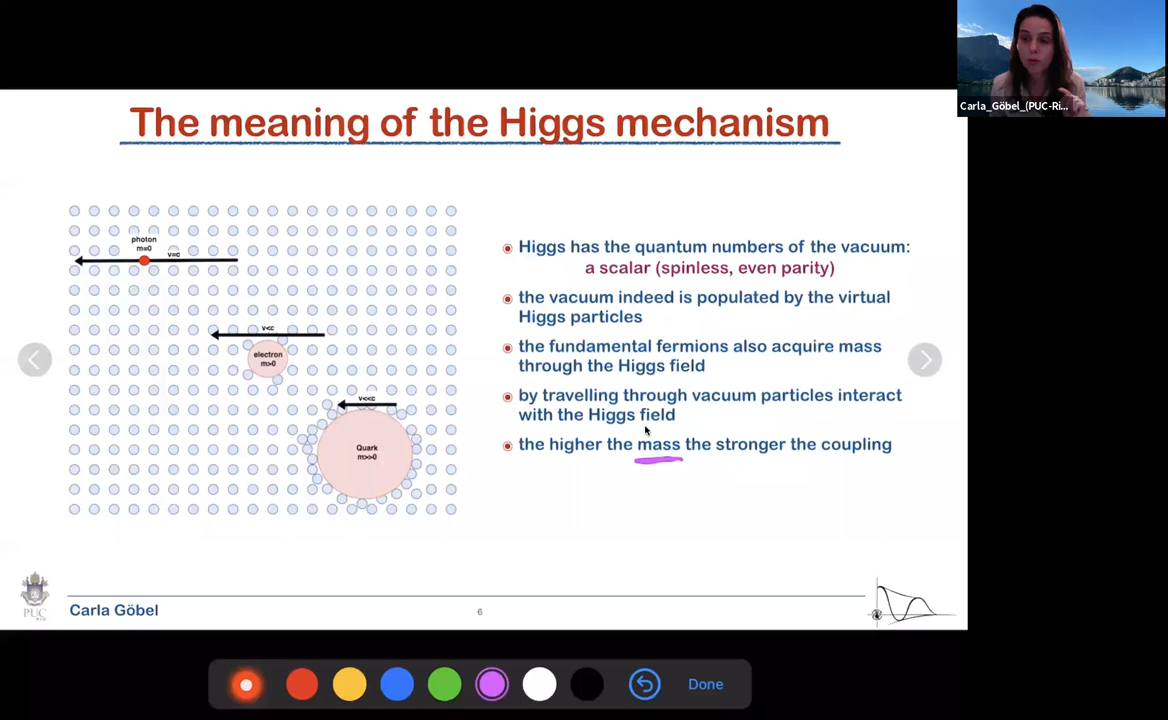 Carla_Göbel_(PUC-Ri...
The meaning of the Higgs mechanism
photon
m=0
v=c
v<c
electron
m>0
v<<c
Quark
m>>0
Higgs has the quantum numbers of the vacuum:
a scalar (spinless, even parity)
the vacuum indeed is populated by the virtual
Higgs particles
the fundamental fermions also acquire mass
through the Higgs field
by travelling through vacuum particles interact
with the Higgs field
the higher the mass the stronger the coupling
PUC
Carla Göbel
6
Done